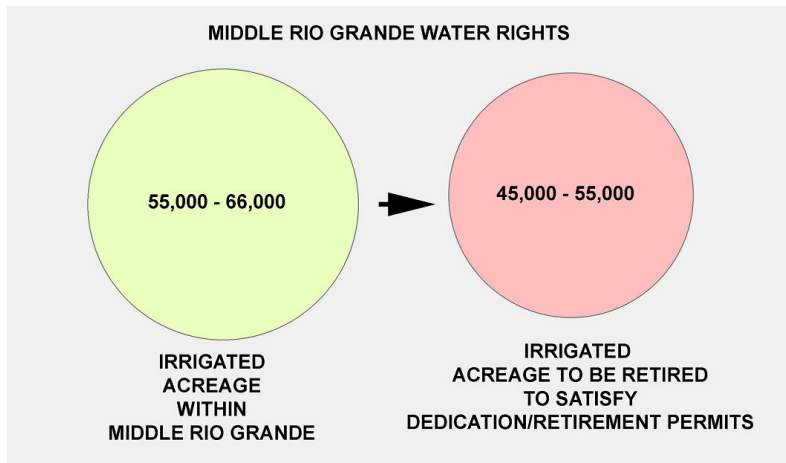 MIDDLE RIO GRANDE WATER RIGHTS
55,000 - 66,000
45,000 - 55,000
IRRIGATED
ACREAGE
WITHIN
MIDDLE RIO GRANDE
IRRIGATED
ACREAGE TO BE RETIRED
TO SATISFY
DEDICATION/RETIREMENT PERMITS